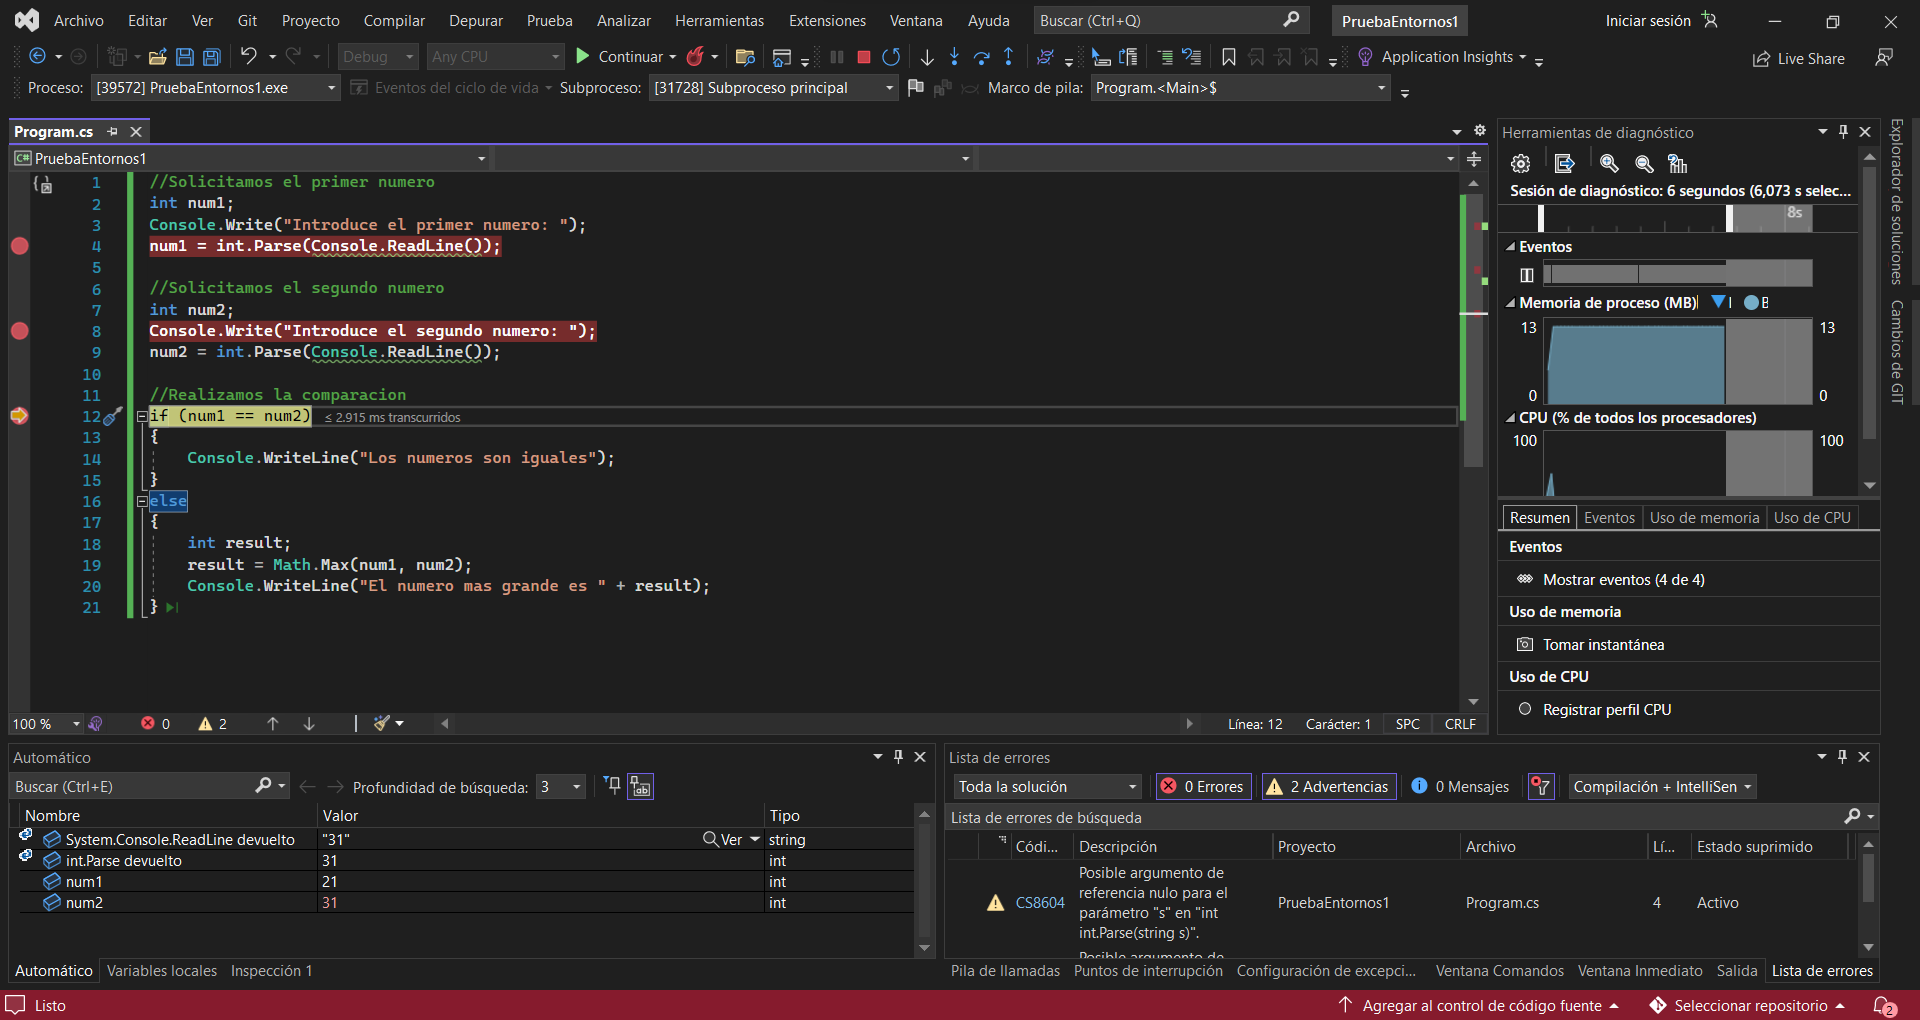 Archivo Editar Ver Git Proyecto Compilar Depurar Prueba Analizar Herramientas Extensiones Ventana Ayuda Buscar (Ctrl+Q) PruebaEntornos1 Iniciar sesión
Debug Any CPU Continuar Application Insights Live Share
Proceso: [39572] PruebaEntornos1.exe Eventos del ciclo de vida Subproceso: [31728] Subproceso principal Marco de pila: Program.<Main>$
Program.cs
C# PruebaEntornos1
1 //Solicitamos el primer numero
2 int num1;
3 Console.Write("Introduce el primer numero: ");
4 num1 = int.Parse(Console.ReadLine());
5
6 //Solicitamos el segundo numero
7 int num2;
8 Console.Write("Introduce el segundo numero: ");
9 num2 = int.Parse(Console.ReadLine());
10
11 //Realizamos la comparacion
12 if (num1 == num2) ≤ 2.915 ms transcurridos
13 {
14 Console.WriteLine("Los numeros son iguales");
15 }
16 else
17 {
18 int result;
19 result = Math.Max(num1, num2);
20 Console.WriteLine("El numero mas grande es " + result);
21 }
100 % 0 2 Línea: 12 Carácter: 1 SPC CRLF
Herramientas de diagnóstico
Sesión de diagnóstico: 6 segundos (6,073 s selec...
8s
Eventos
Memoria de proceso (MB) I B
13 13
0 0
CPU (% de todos los procesadores)
100 100
Resumen Eventos Uso de memoria Uso de CPU
Eventos
Mostrar eventos (4 de 4)
Uso de memoria
Tomar instantánea
Uso de CPU
Registrar perfil CPU
Explorador de soluciones
Cambios de GIT
Automático
Buscar (Ctrl+E) Profundidad de búsqueda: 3
Nombre Valor Tipo
System.Console.ReadLine devuelto "31" Ver string
int.Parse devuelto 31 int
num1 21 int
num2 31 int
Automático Variables locales Inspección 1
Lista de errores
Toda la solución 0 Errores 2 Advertencias 0 Mensajes Compilación + IntelliSen
Lista de errores de búsqueda
Códi... Descripción Proyecto Archivo Lí... Estado suprimido
CS8604 Posible argumento de referencia nulo para el parámetro "s" en "int int.Parse(string s)". PruebaEntornos1 Program.cs 4 Activo
Posible argumento de
Pila de llamadas Puntos de interrupción Configuración de excepci... Ventana Comandos Ventana Inmediato Salida Lista de errores
Listo Agregar al control de código fuente Seleccionar repositorio 2